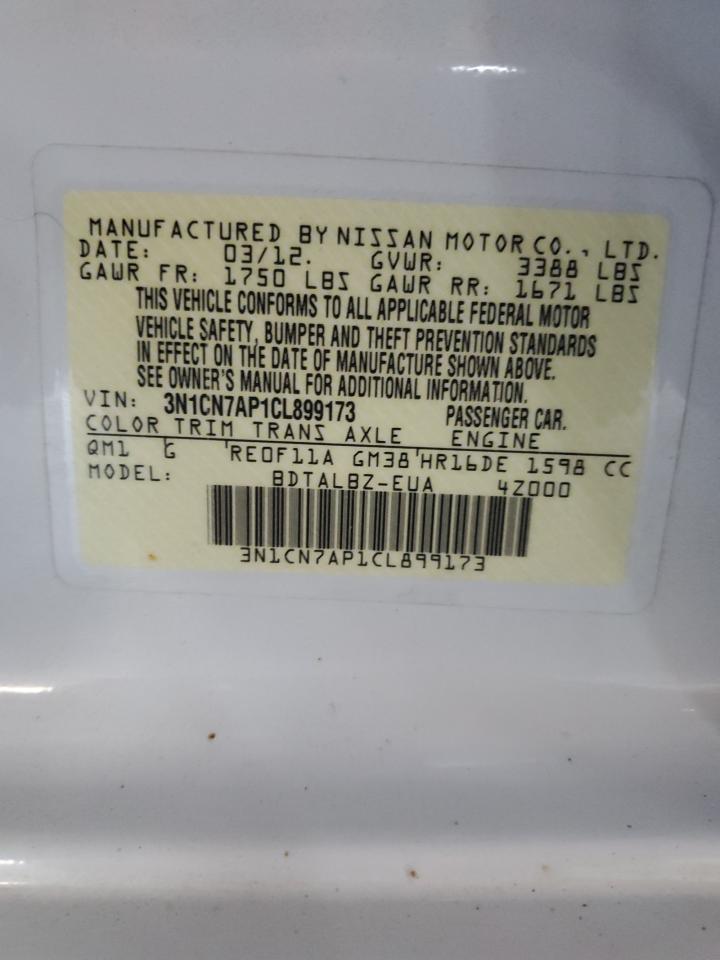 MANUFACTURED BY NISSAN MOTOR CO., LTD.
DATE: 03/12. GVWR: 3388 LBS
GAWR FR: 1750 LBS GAWR RR: 1671 LBS
THIS VEHICLE CONFORMS TO ALL APPLICABLE FEDERAL MOTOR
VEHICLE SAFETY, BUMPER AND THEFT PREVENTION STANDARDS
IN EFFECT ON THE DATE OF MANUFACTURE SHOWN ABOVE.
SEE OWNER'S MANUAL FOR ADDITIONAL INFORMATION.
VIN: 3N1CN7AP1CL899173 PASSENGER CAR.
COLOR TRIM TRANS AXLE ENGINE
QM1 G RE0F11A GM38 HR16DE 1598 CC
MODEL: BDTALBZ-EUA 4Z000
3N1CN7AP1CL899173